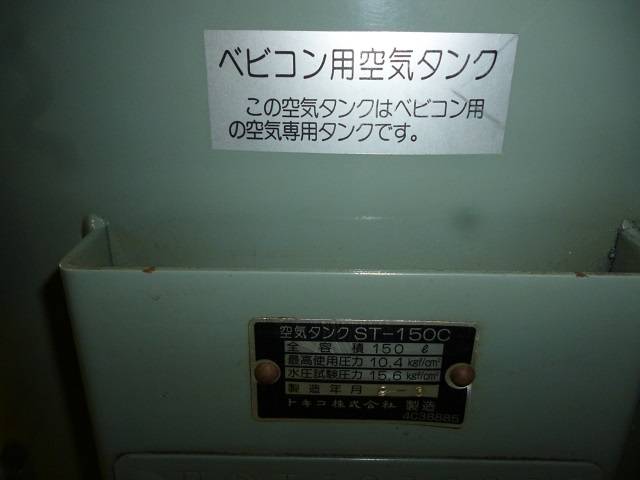 ベビコン用空気タンク
この空気タンクはベビコン用
の空気専用タンクです。
空気タンク ST-150C
全容積 150 ℓ
最高使用圧力 10.4 kgf/cm²
水圧試験圧力 15.6 kgf/cm²
製造年月
トキコ株式会社 製造
4C38885